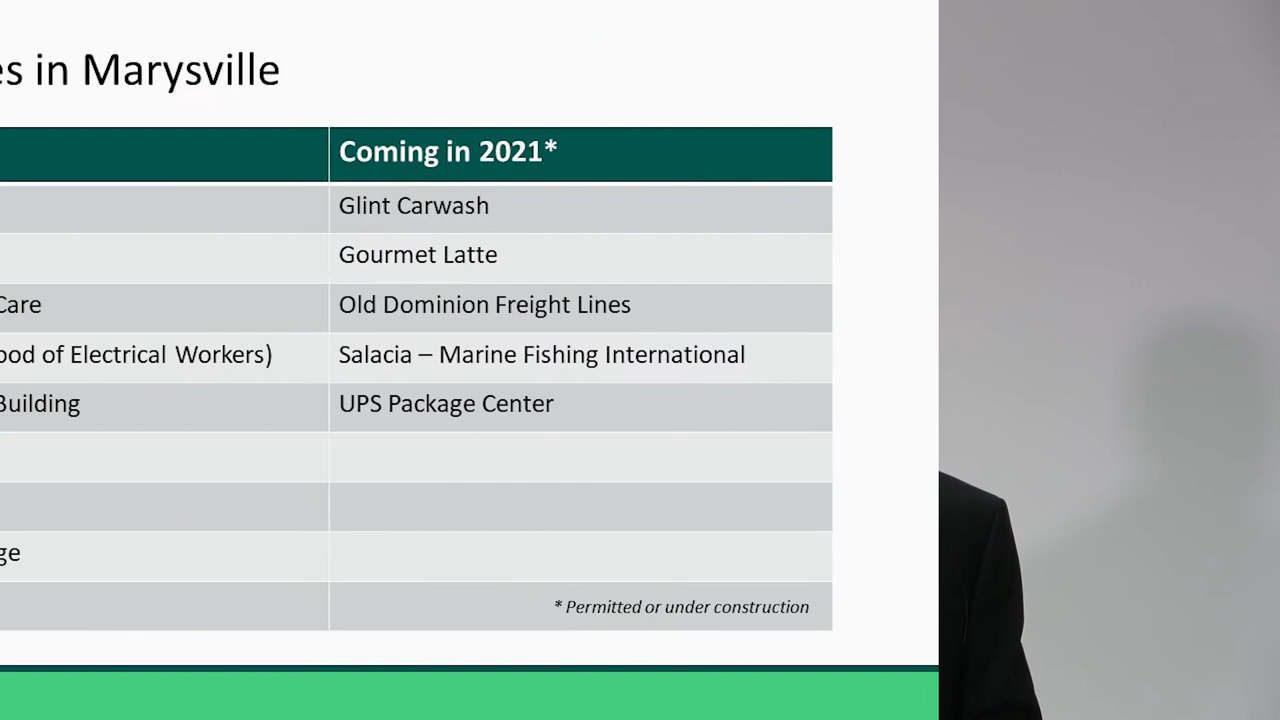 es in Marysville
Coming in 2021*
Glint Carwash
Gourmet Latte
Care
Old Dominion Freight Lines
ood of Electrical Workers)
Salacia – Marine Fishing International
Building
UPS Package Center
ge
* Permitted or under construction